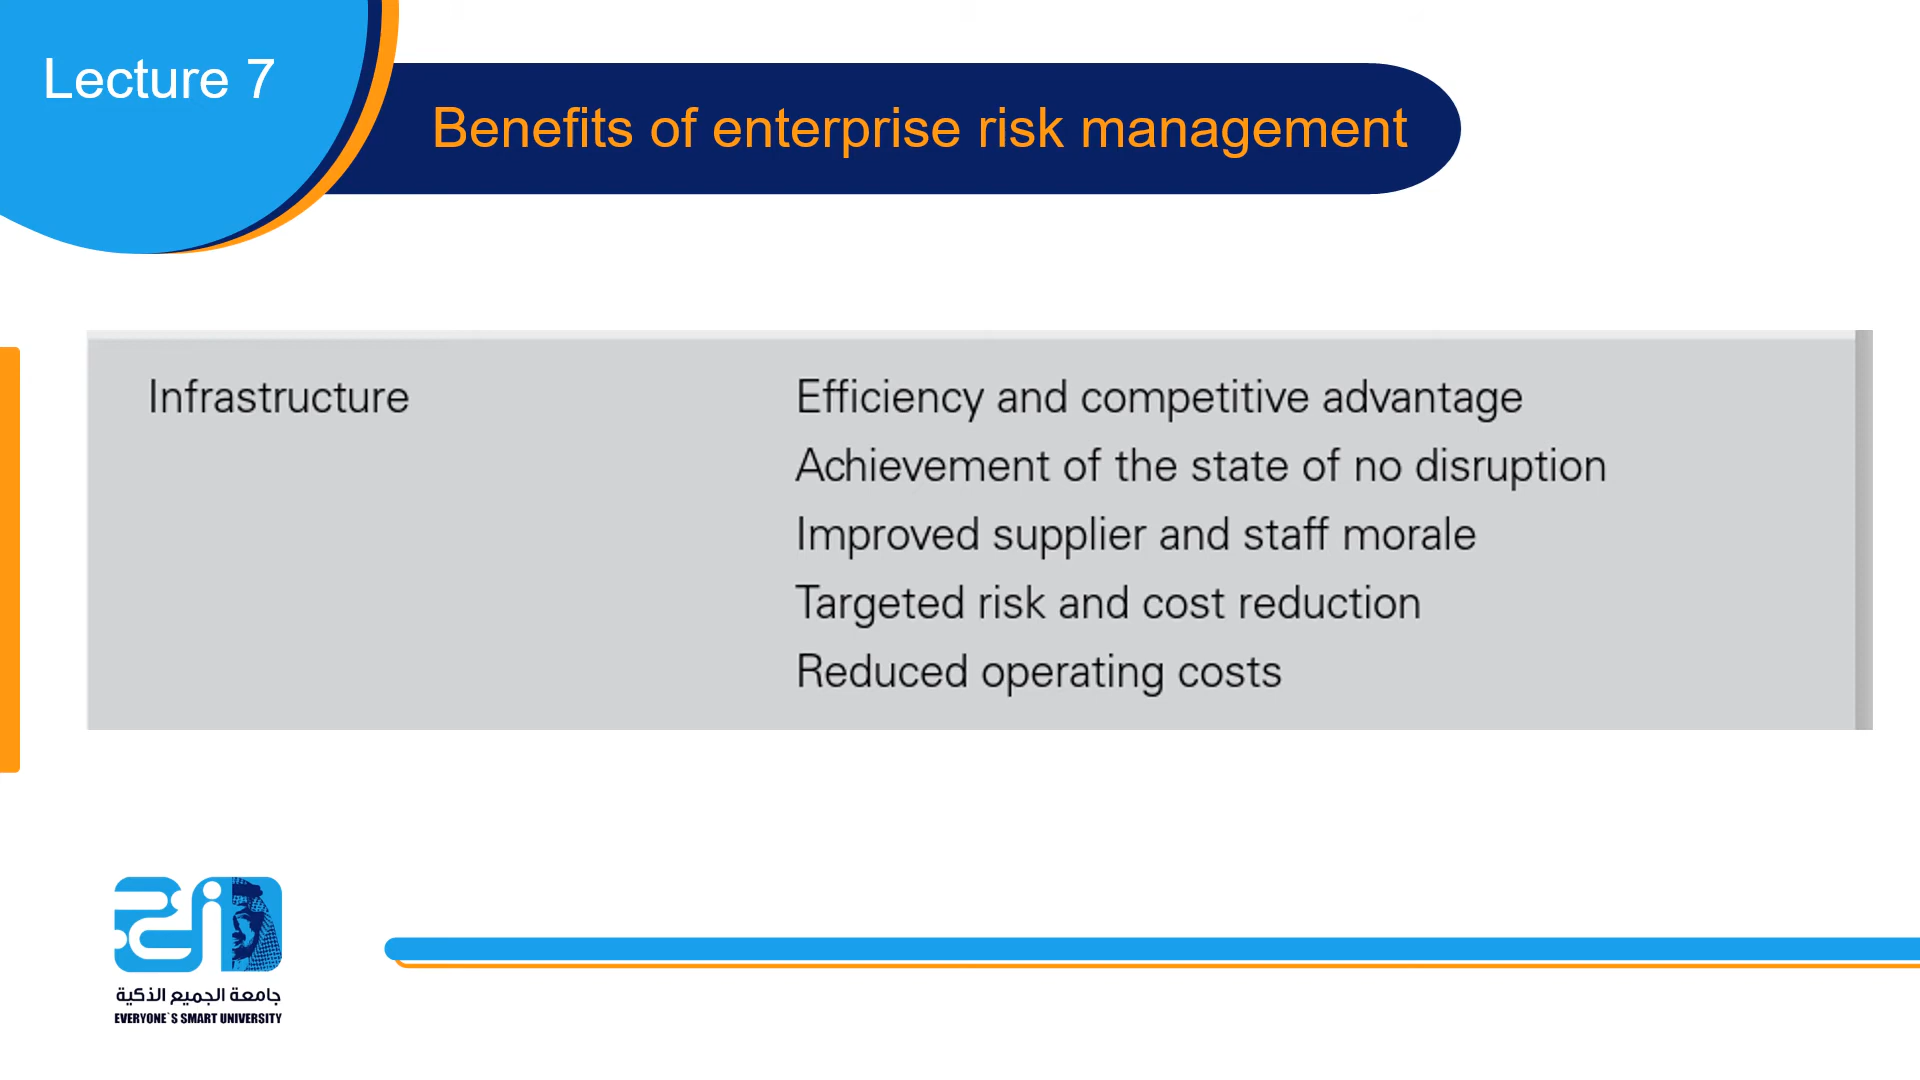 Lecture 7
Benefits of enterprise risk management
Infrastructure
Efficiency and competitive advantage
Achievement of the state of no disruption
Improved supplier and staff morale
Targeted risk and cost reduction
Reduced operating costs
جامعة الجميع الذكية
EVERYONE`S SMART UNIVERSITY